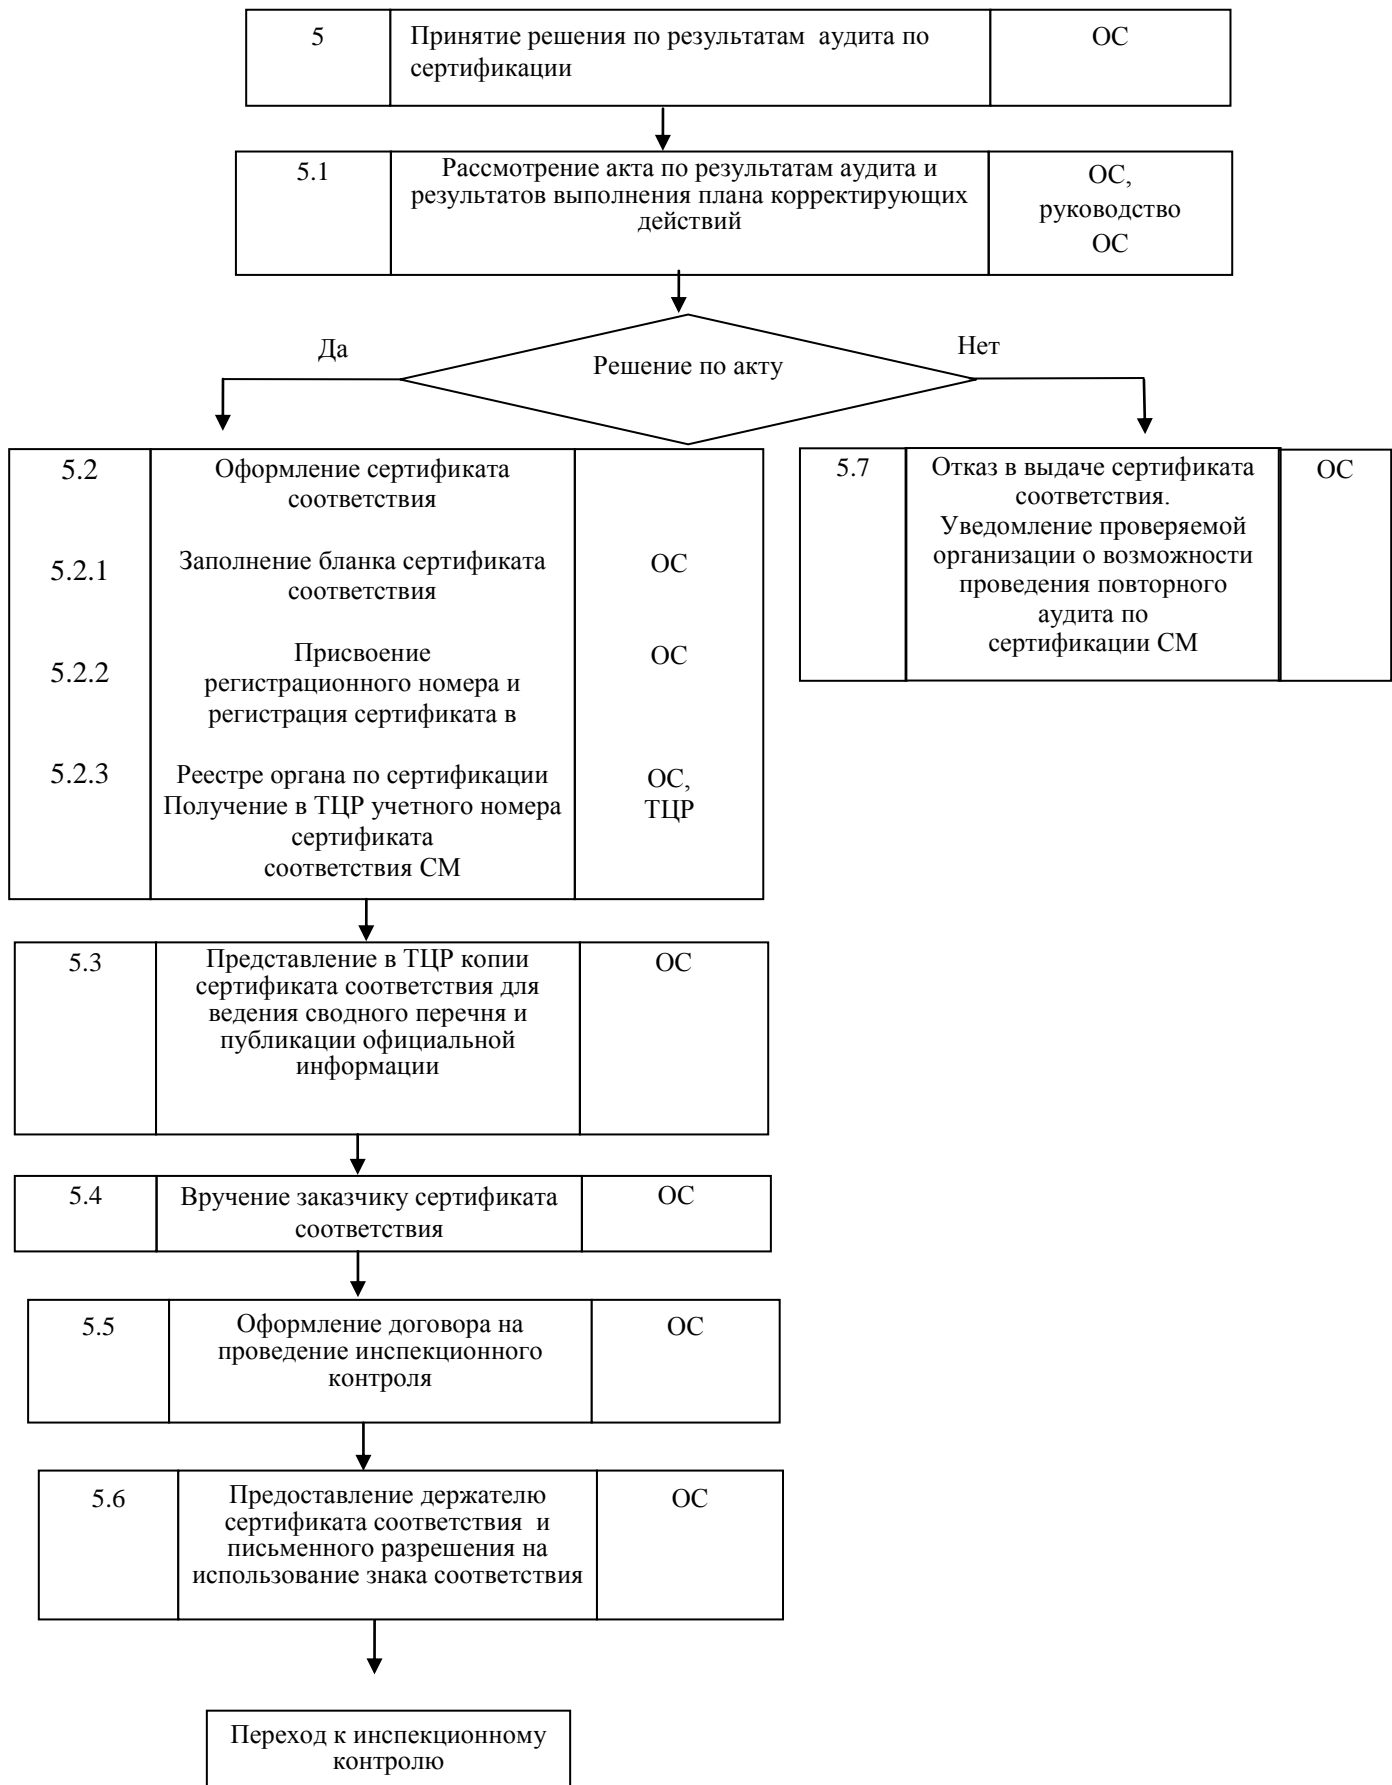 5
Принятие решения по результатам аудита по
сертификации
ОС
5.1
Рассмотрение акта по результатам аудита и
результатов выполнения плана корректирующих
действий
ОС,
руководство
ОС
Да
Решение по акту
Нет
5.2
Оформление сертификата
соответствия
5.2.1
Заполнение бланка сертификата
соответствия
ОС
5.2.2
Присвоение
регистрационного номера и
регистрация сертификата в
ОС
5.2.3
Реестре органа по сертификации
Получение в ТЦР учетного номера
сертификата
соответствия СМ
ОС,
ТЦР
5.7
Отказ в выдаче сертификата
соответствия.
Уведомление проверяемой
организации о возможности
проведения повторного
аудита по
сертификации СМ
ОС
5.3
Представление в ТЦР копии
сертификата соответствия для
ведения сводного перечня и
публикации официальной
информации
ОС
5.4
Вручение заказчику сертификата
соответствия
ОС
5.5
Оформление договора на
проведение инспекционного
контроля
ОС
5.6
Предоставление держателю
сертификата соответствия и
письменного разрешения на
использование знака соответствия
ОС
Переход к инспекционному
контролю